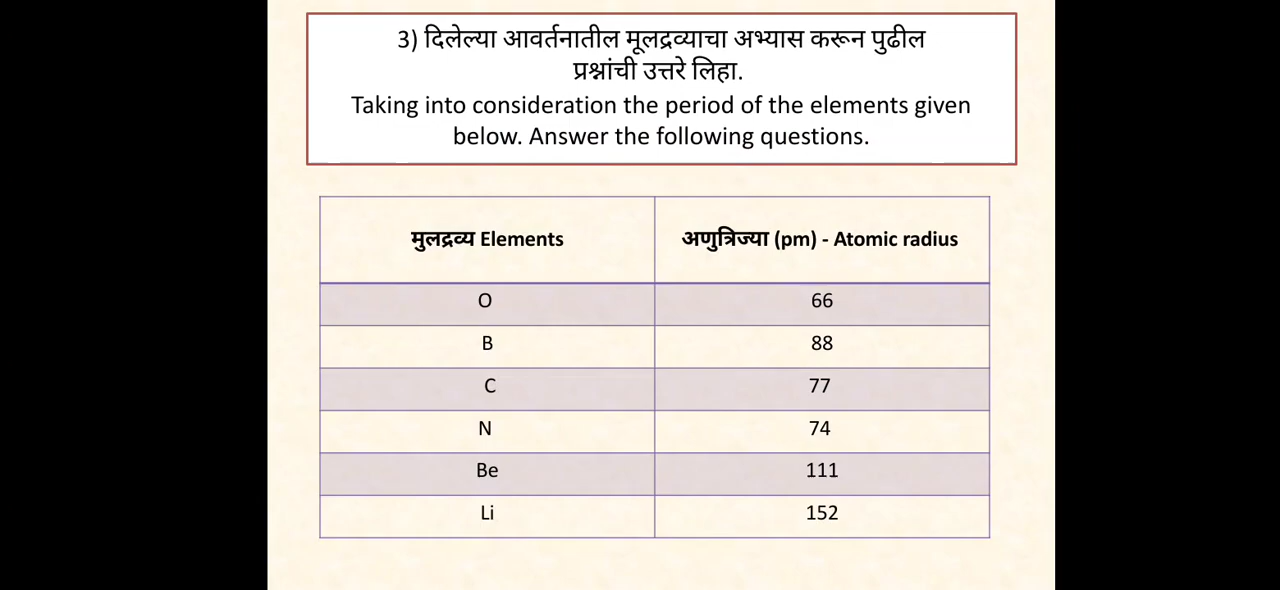 3) दिलेल्या आवर्तनातील मूलद्रव्याचा अभ्यास करून पुढील
प्रश्नांची उत्तरे लिहा.
Taking into consideration the period of the elements given
below. Answer the following questions.
मुलद्रव्य Elements अणुत्रिज्या (pm) - Atomic radius
O 66
B 88
C 77
N 74
Be 111
Li 152